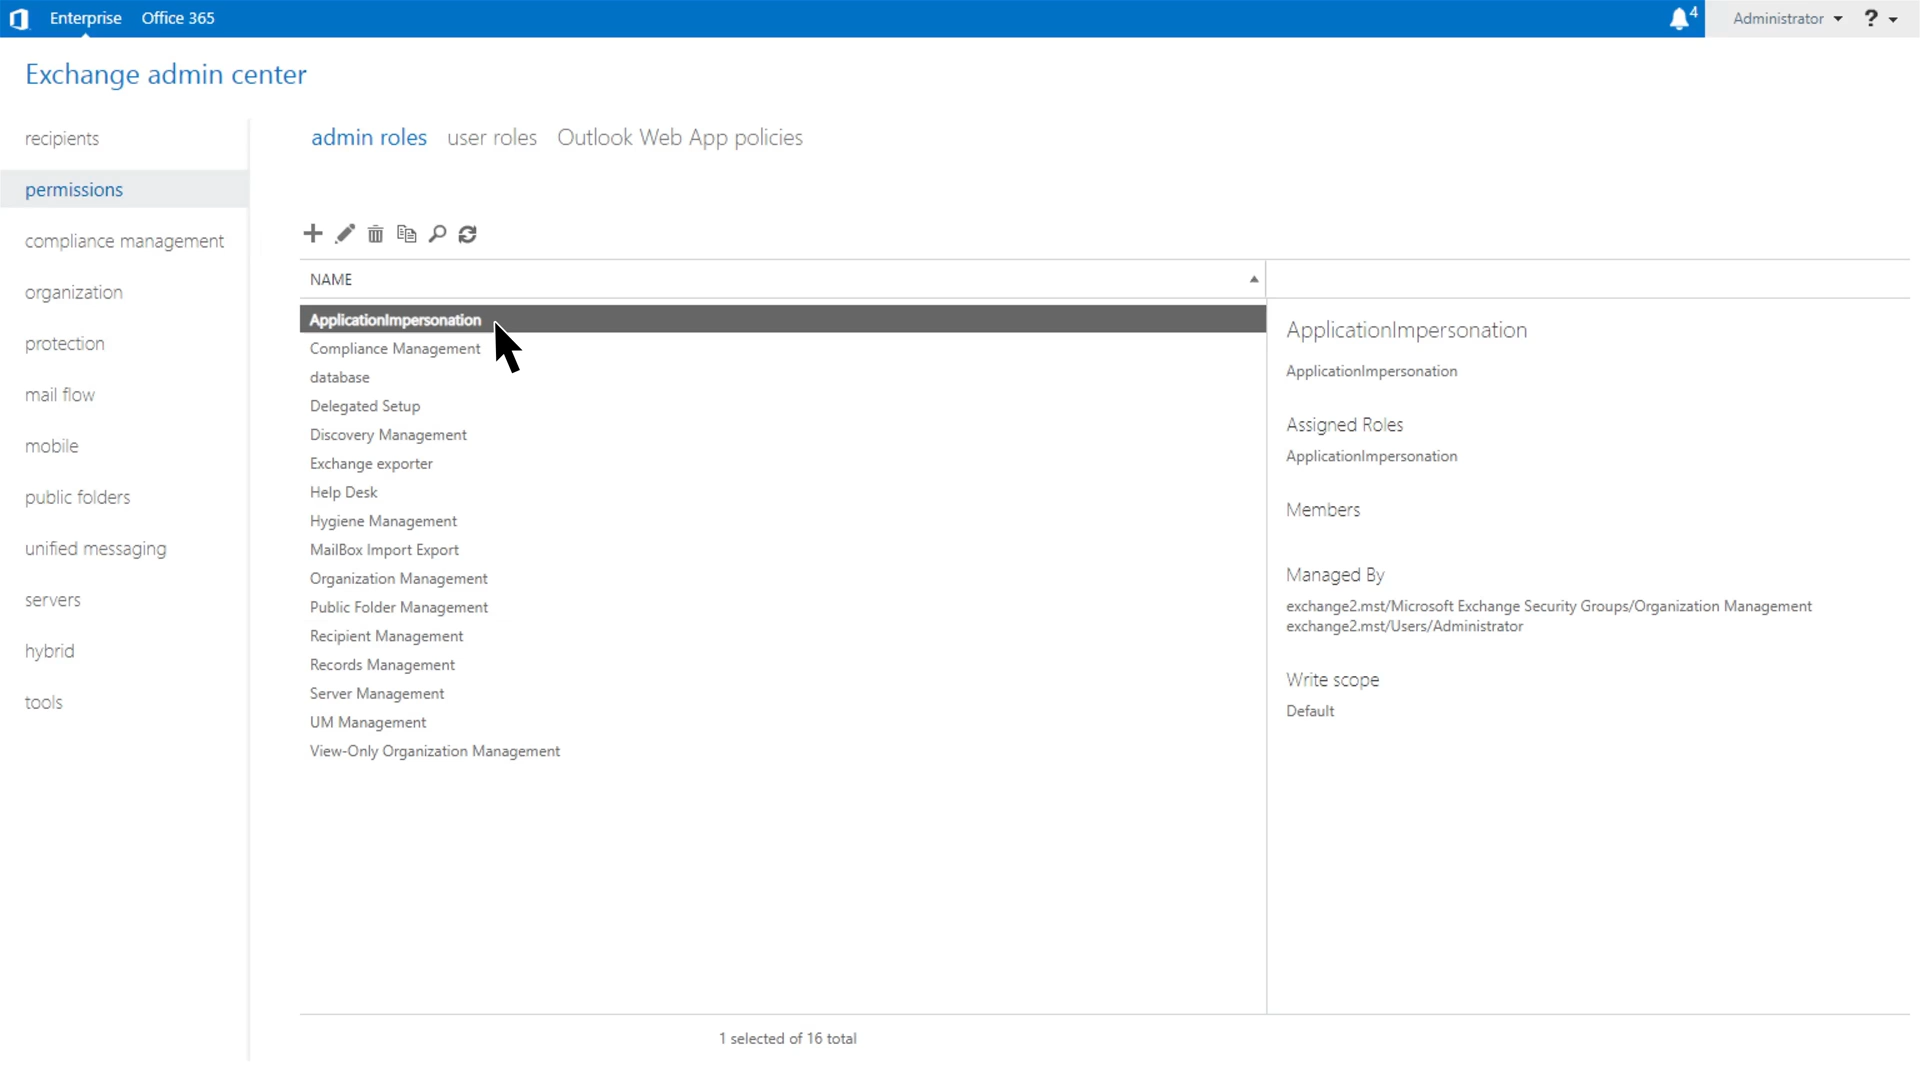 Enterprise Office 365
4
Administrator ?
Exchange admin center
recipients
permissions
compliance management
organization
protection
mail flow
mobile
public folders
unified messaging
servers
hybrid
tools
admin roles user roles Outlook Web App policies
NAME
ApplicationImpersonation
Compliance Management
database
Delegated Setup
Discovery Management
Exchange exporter
Help Desk
Hygiene Management
MailBox Import Export
Organization Management
Public Folder Management
Recipient Management
Records Management
Server Management
UM Management
View-Only Organization Management
ApplicationImpersonation
ApplicationImpersonation
Assigned Roles
ApplicationImpersonation
Members
Managed By
exchange2.mst/Microsoft Exchange Security Groups/Organization Management
exchange2.mst/Users/Administrator
Write scope
Default
1 selected of 16 total